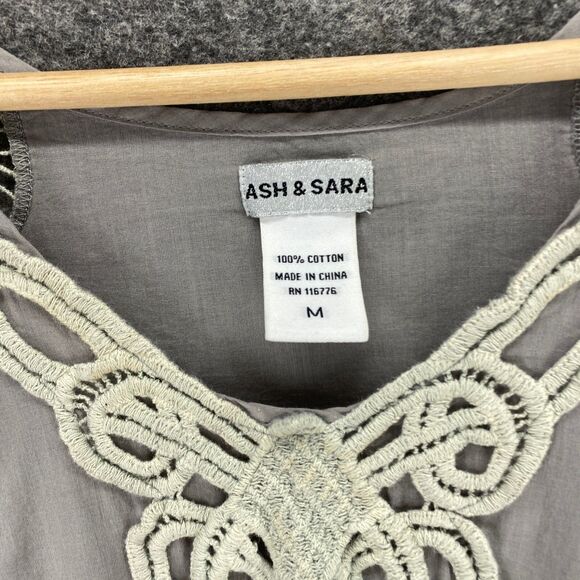 ASH & SARA
100% COTTON
MADE IN CHINA
RN 116776
M